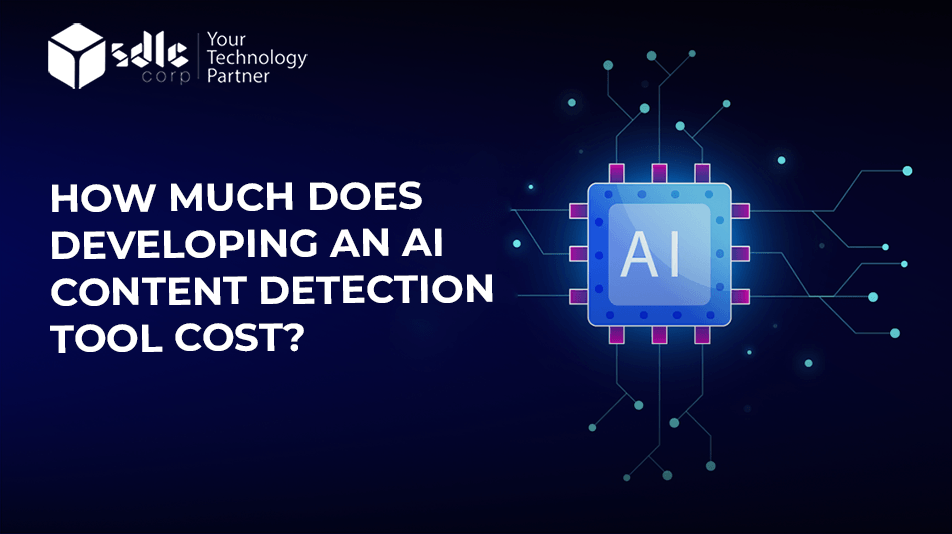 sdlc
corp
Your
Technology
Partner
HOW MUCH DOES
DEVELOPING AN AI
CONTENT DETECTION
TOOL COST?
AI